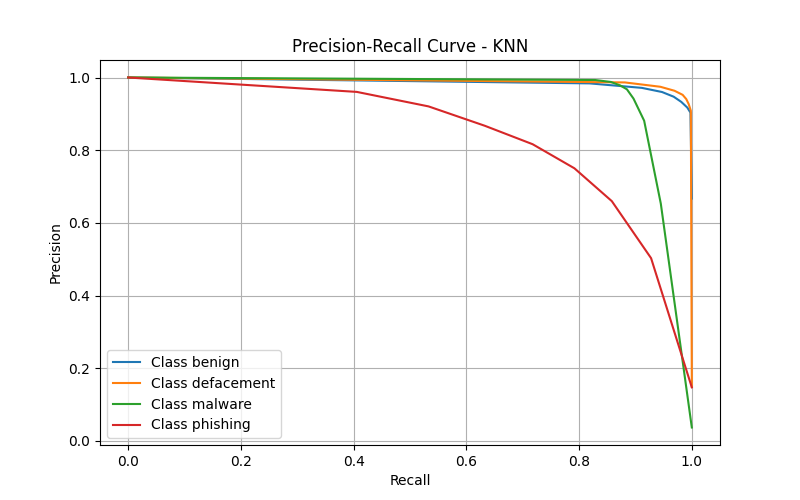 Precision-Recall Curve - KNN
Precision
1.0
0.8
0.6
0.4
0.2
0.0
Class benign
Class defacement
Class malware
Class phishing
0.0 0.2 0.4 0.6 0.8 1.0
Recall